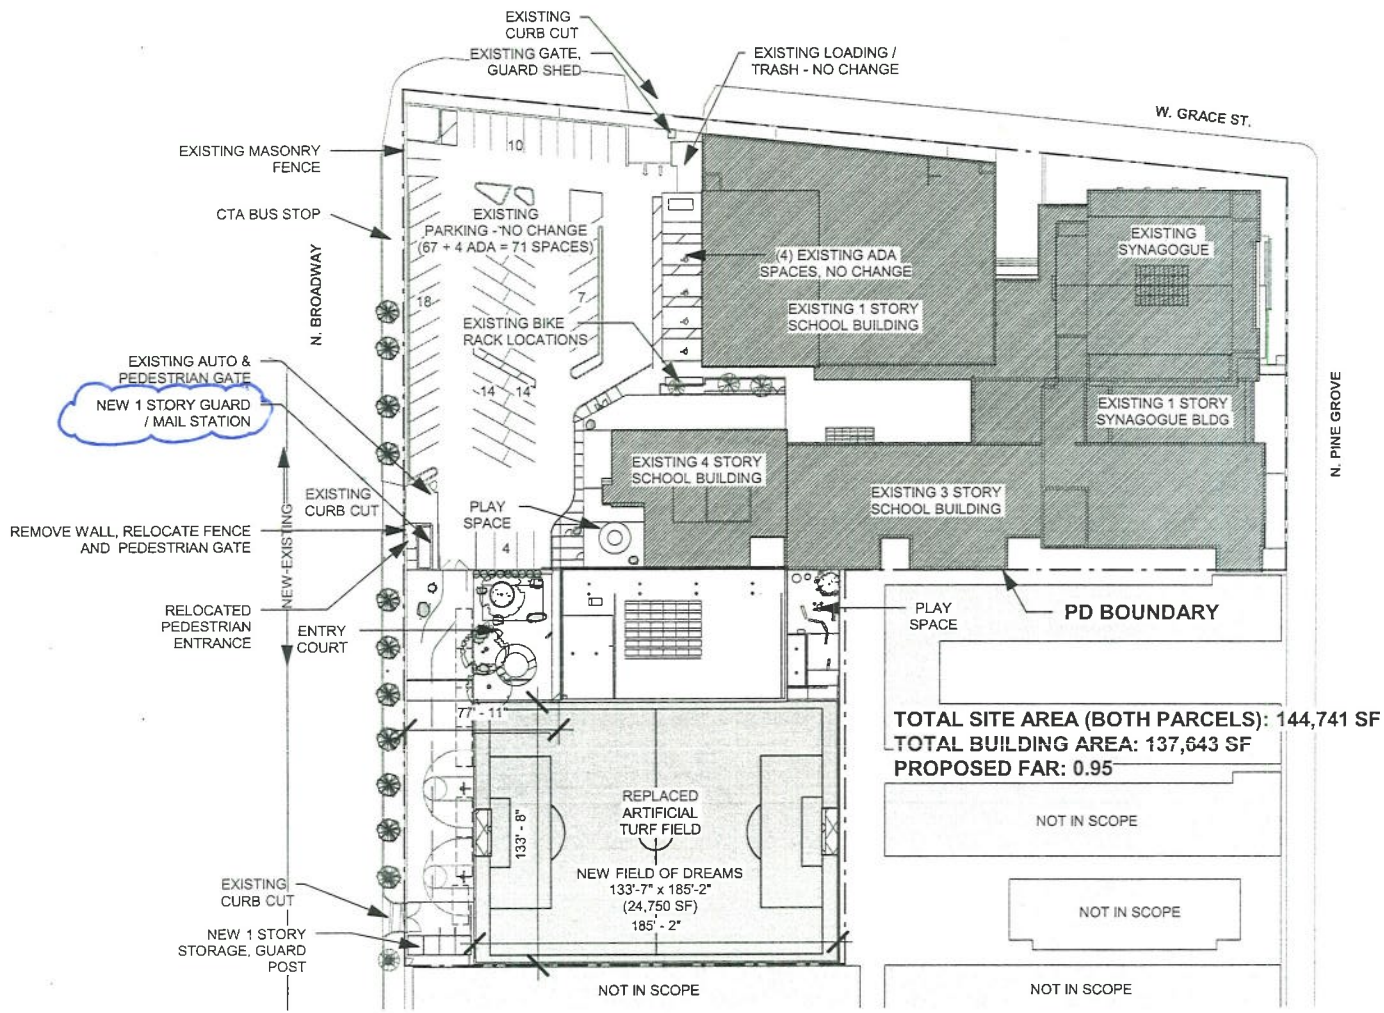 EXISTING
CURB CUT
EXISTING GATE,
GUARD SHED
EXISTING LOADING /
TRASH - NO CHANGE
W. GRACE ST.
EXISTING MASONRY
FENCE
10
CTA BUS STOP
EXISTING
PARKING - NO CHANGE
(67 + 4 ADA = 71 SPACES)
EXISTING
SYNAGOGUE
(4) EXISTING ADA
SPACES, NO CHANGE
N. BROADWAY
18
7
EXISTING 1 STORY
SCHOOL BUILDING
EXISTING BIKE
RACK LOCATIONS
EXISTING AUTO &
PEDESTRIAN GATE
14
14
NEW 1 STORY GUARD
/ MAIL STATION
EXISTING 1 STORY
SYNAGOGUE BLDG
N. PINE GROVE
EXISTING 4 STORY
SCHOOL BUILDING
EXISTING 3 STORY
SCHOOL BUILDING
EXISTING
CURB CUT
PLAY
SPACE
REMOVE WALL, RELOCATE FENCE
AND PEDESTRIAN GATE
4
NEW-EXISTING
RELOCATED
PEDESTRIAN
ENTRANCE
ENTRY
COURT
PLAY
SPACE
PD BOUNDARY
77' - 11"
TOTAL SITE AREA (BOTH PARCELS): 144,741 SF
TOTAL BUILDING AREA: 137,643 SF
PROPOSED FAR: 0.95
REPLACED
ARTIFICIAL
TURF FIELD
133' - 8"
NOT IN SCOPE
NEW FIELD OF DREAMS
133'-7" x 185'-2"
(24,750 SF)
185' - 2"
EXISTING
CURB CUT
NOT IN SCOPE
NEW 1 STORY
STORAGE, GUARD
POST
NOT IN SCOPE
NOT IN SCOPE